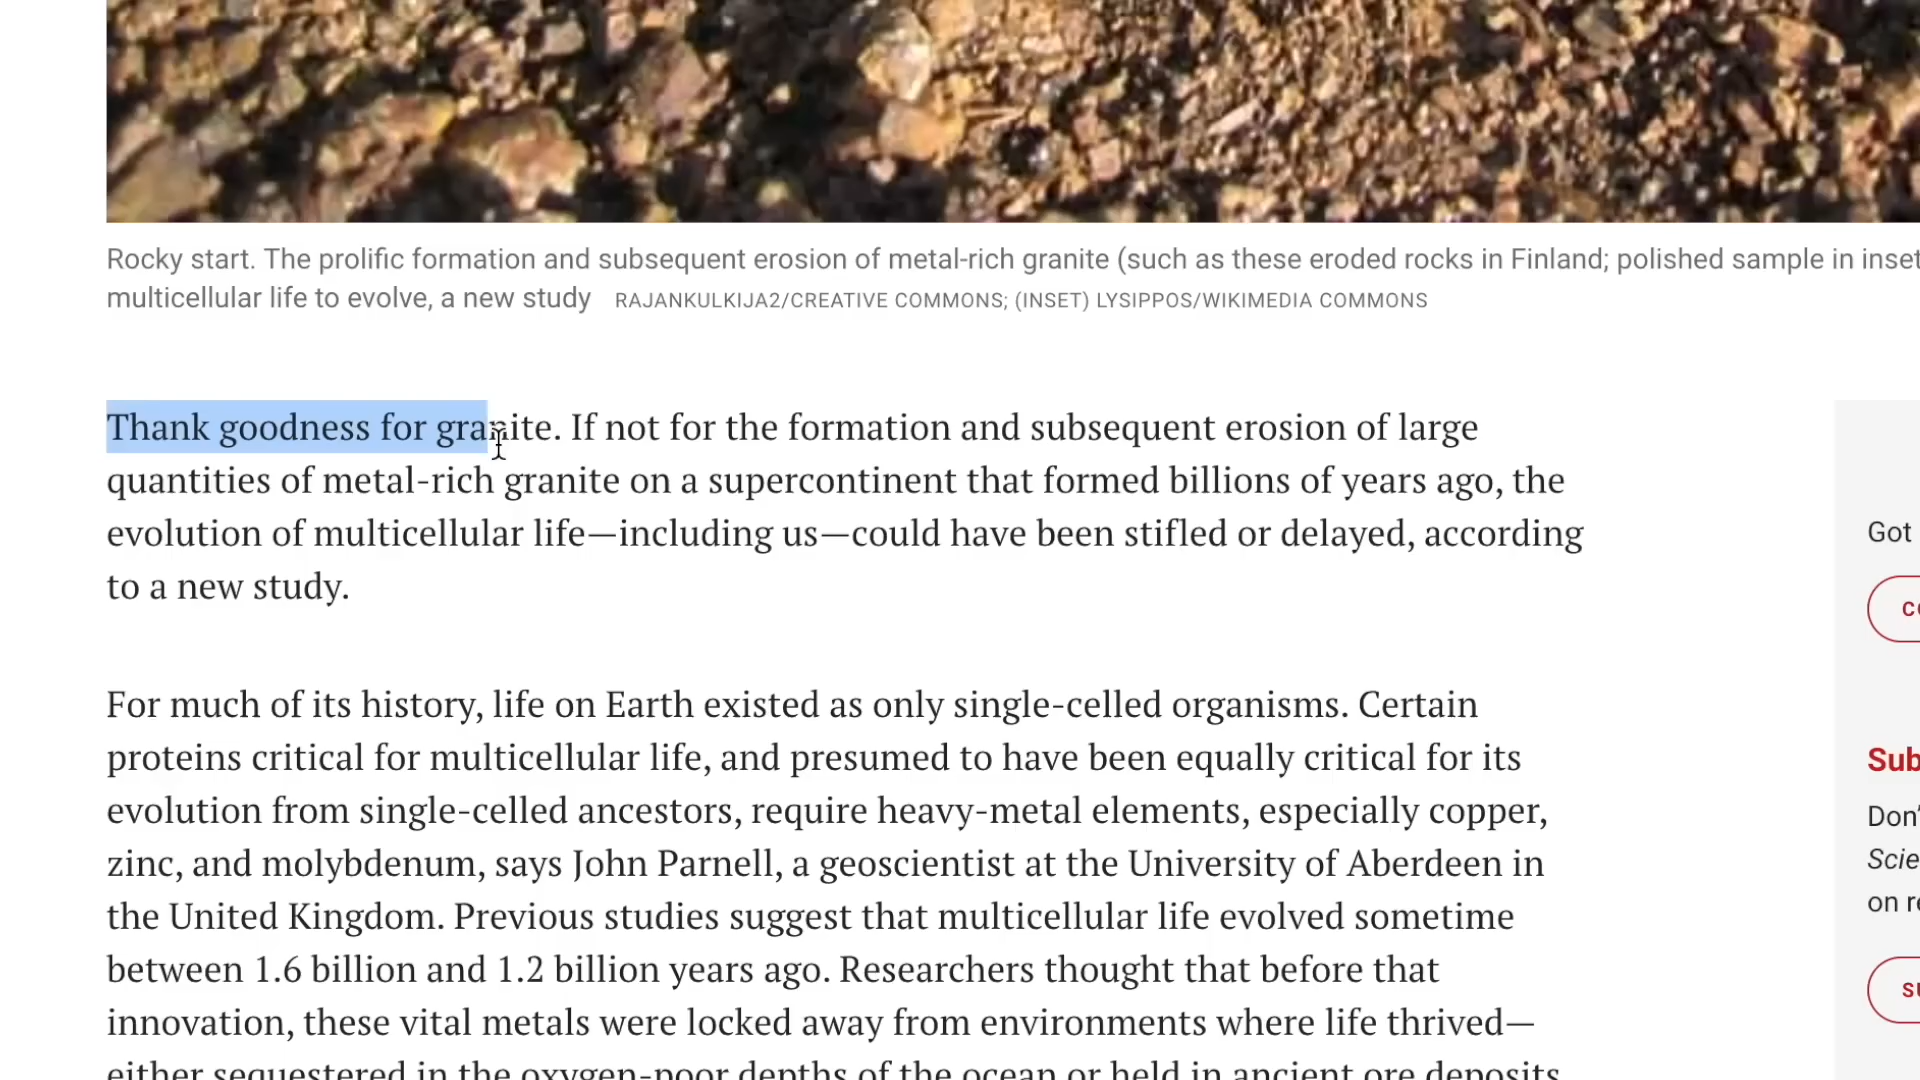 Rocky start. The prolific formation and subsequent erosion of metal-rich granite (such as these eroded rocks in Finland; polished sample in inset
multicellular life to evolve, a new study RAJANKULKIJA2/CREATIVE COMMONS; (INSET) LYSIPPOS/WIKIMEDIA COMMONS
Thank goodness for granite. If not for the formation and subsequent erosion of large
quantities of metal-rich granite on a supercontinent that formed billions of years ago, the
evolution of multicellular life—including us—could have been stifled or delayed, according
to a new study.
For much of its history, life on Earth existed as only single-celled organisms. Certain
proteins critical for multicellular life, and presumed to have been equally critical for its
evolution from single-celled ancestors, require heavy-metal elements, especially copper,
zinc, and molybdenum, says John Parnell, a geoscientist at the University of Aberdeen in
the United Kingdom. Previous studies suggest that multicellular life evolved sometime
between 1.6 billion and 1.2 billion years ago. Researchers thought that before that
innovation, these vital metals were locked away from environments where life thrived—
either sequestered in the oxygen-poor depths of the ocean or held in ancient ore deposits
Got
Sub
Don't
Scie
on re